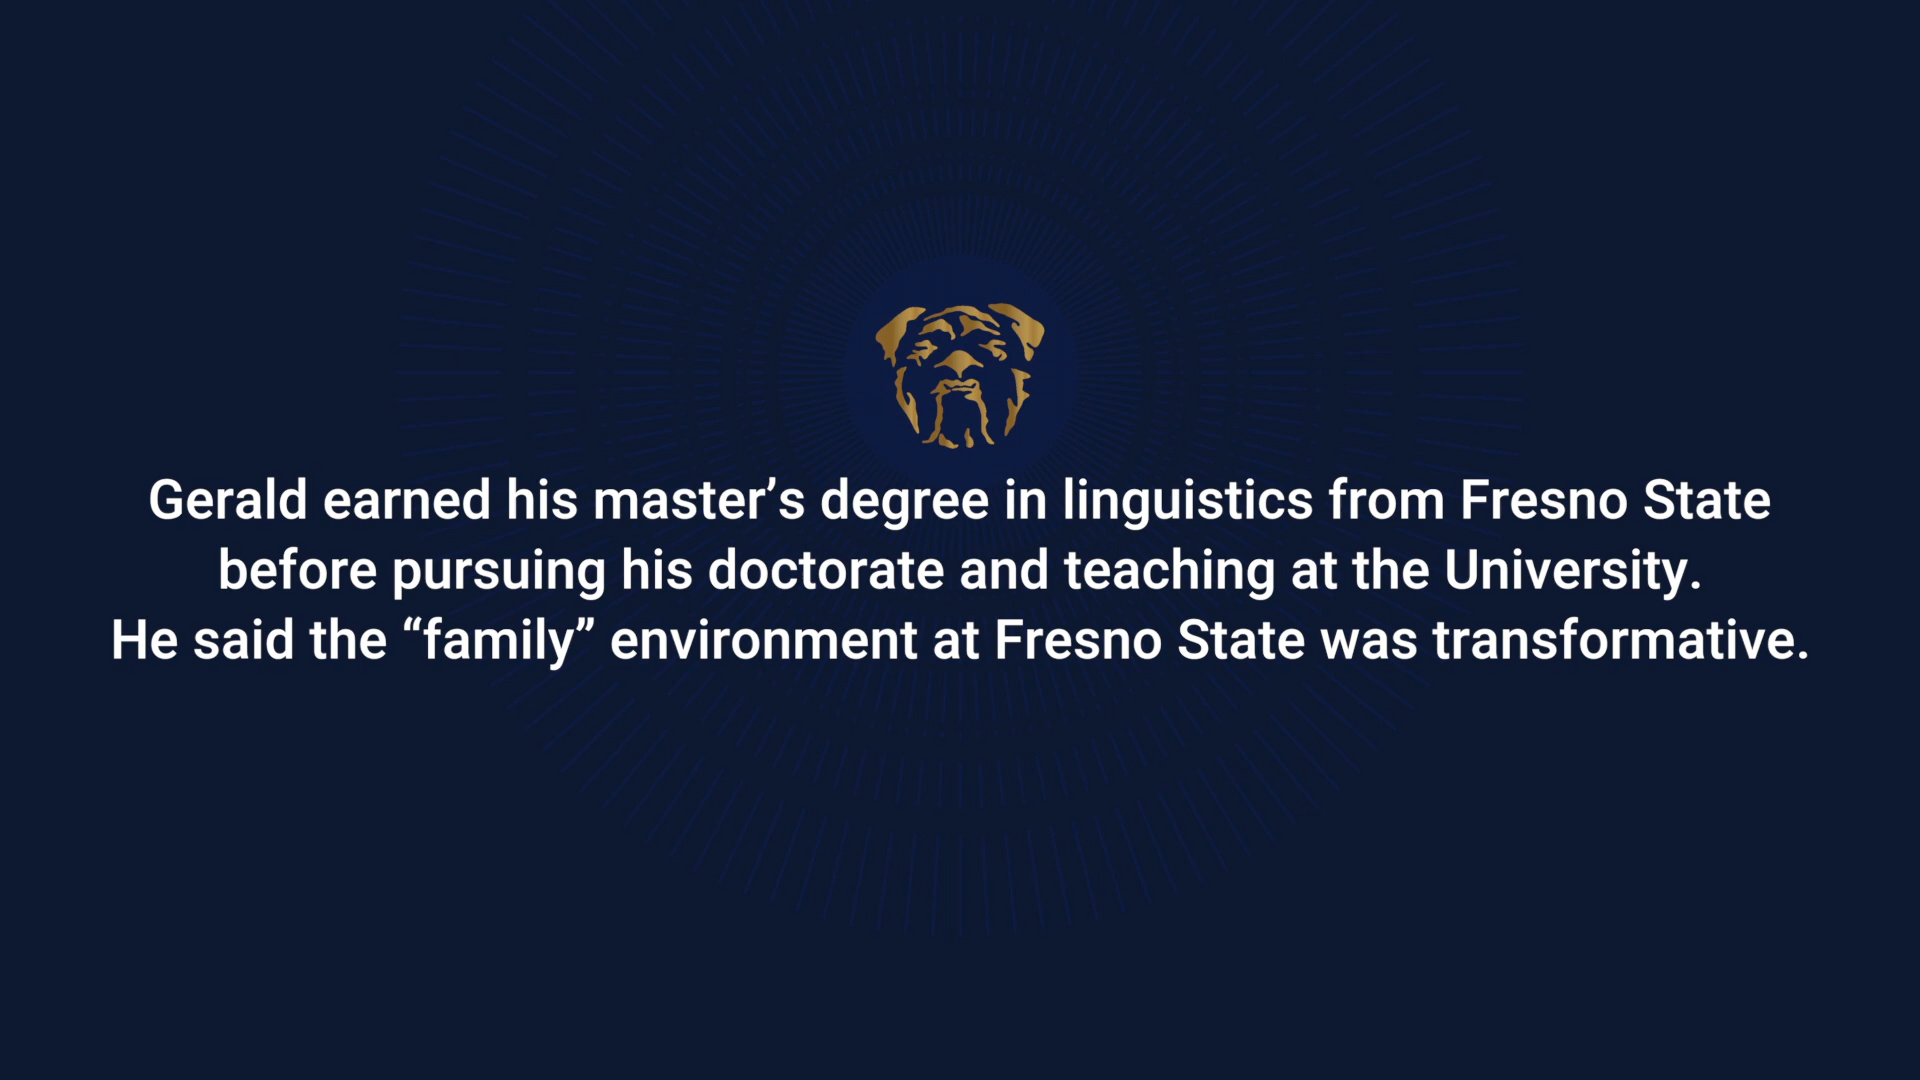 Gerald earned his master’s degree in linguistics from Fresno State
before pursuing his doctorate and teaching at the University.
He said the “family” environment at Fresno State was transformative.